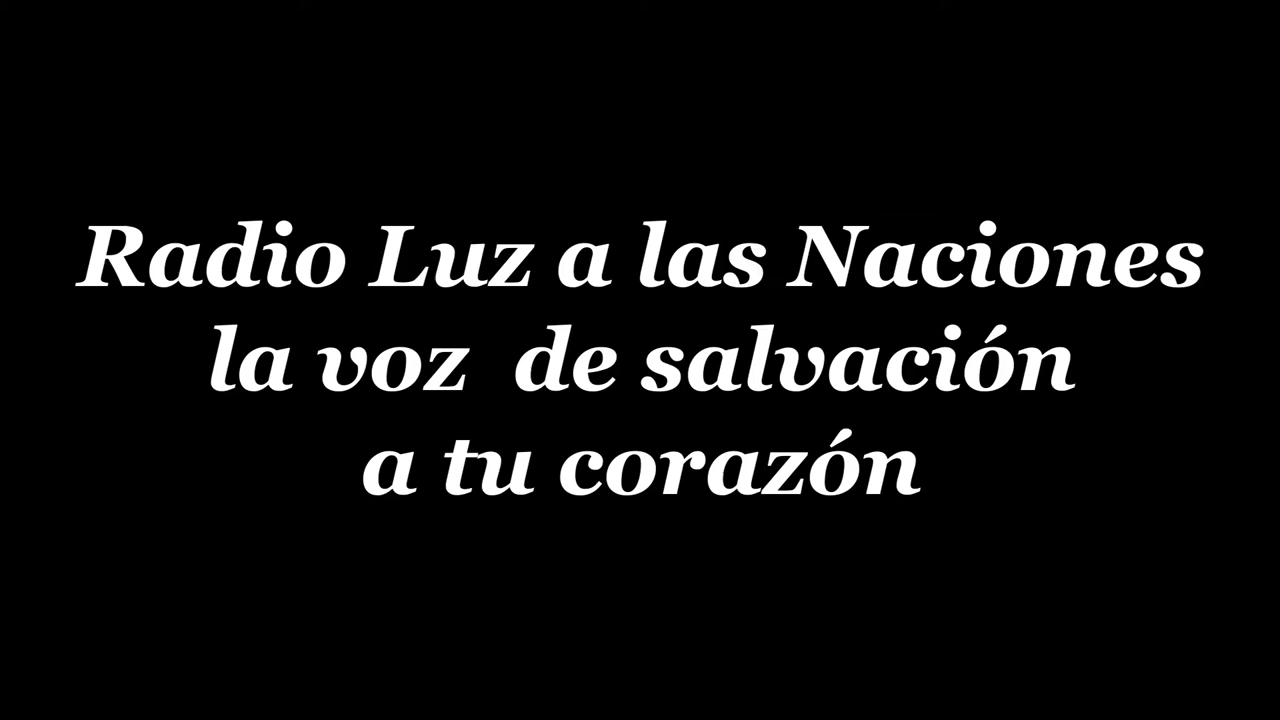 Radio Luz a las Naciones
la voz  de salvación
a tu corazón